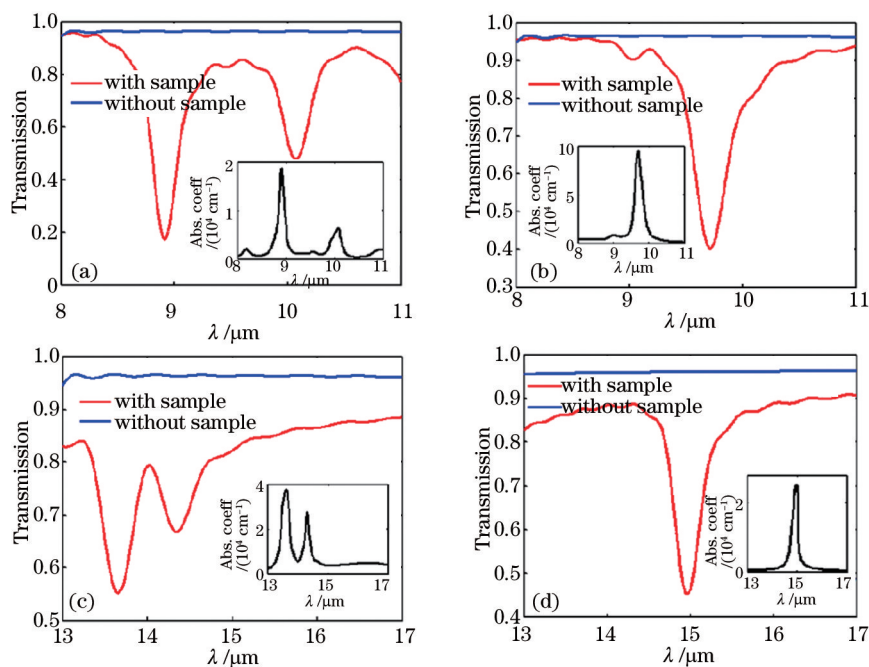 1.0
0.8
0.6
0.4
0.2
0
Transmission
with sample
without sample
(a)
8
9
10
11
λ /μm
2
1
0
Abs. coeff
/(10⁴ cm⁻¹)
8
9
10
11
λ /μm
1.0
0.9
0.8
0.7
0.6
0.5
0.4
0.3
Transmission
with sample
without sample
(b)
8
9
10
11
λ /μm
10
5
0
Abs. coeff
/(10⁴ cm⁻¹)
8
9
10
11
λ /μm
1.0
0.9
0.8
0.7
0.6
0.5
Transmission
with sample
without sample
(c)
13
14
15
16
17
λ /μm
4
2
0
Abs. coeff
/(10⁴ cm⁻¹)
13
15
17
λ /μm
1.0
0.9
0.8
0.7
0.6
0.5
0.4
Transmission
with sample
without sample
(d)
13
14
15
16
17
λ /μm
2
1
0
Abs. coeff
/(10⁴ cm⁻¹)
13
15
17
λ /μm